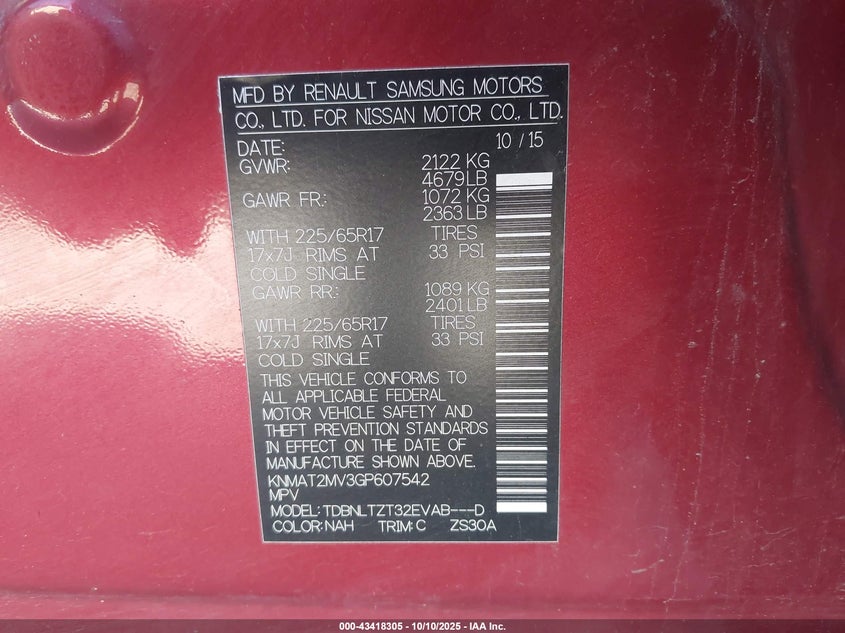 MFD BY RENAULT SAMSUNG MOTORS
CO., LTD. FOR NISSAN MOTOR CO., LTD.
DATE: 10 / 15
GVWR: 2122 KG
4679 LB
GAWR FR.: 1072 KG
2363 LB
WITH 225/65R17 TIRES
17x7J RIMS AT 33 PSI
COLD SINGLE
GAWR RR.: 1089 KG
2401 LB
WITH 225/65R17 TIRES
17x7J RIMS AT 33 PSI
COLD SINGLE
THIS VEHICLE CONFORMS TO
ALL APPLICABLE FEDERAL
MOTOR VEHICLE SAFETY AND
THEFT PREVENTION STANDARDS
IN EFFECT ON THE DATE OF
MANUFACTURE SHOWN ABOVE.
KNMAT2MV3GP607542
MPV
MODEL: TDBNLTZT32EVAB---D
COLOR: NAH TRIM: C ZS30A
000-43418305 - 10/10/2025 - IAA Inc.